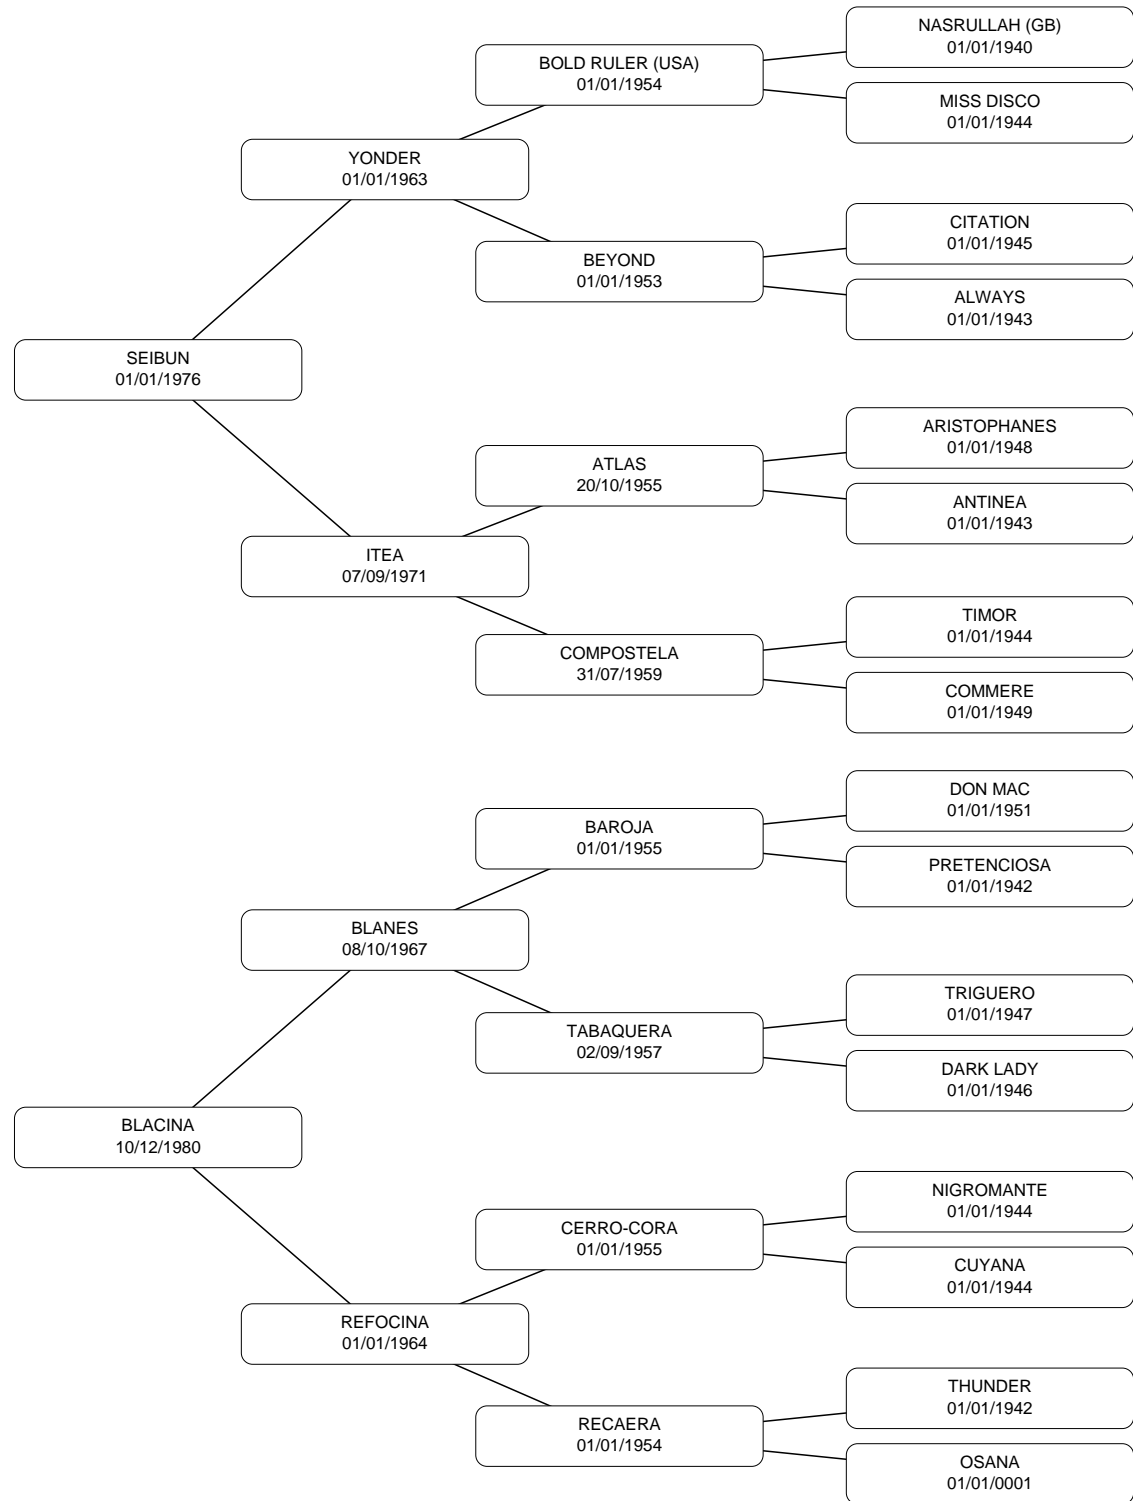 NASRULLAH (GB)
01/01/1940
BOLD RULER (USA)
01/01/1954
MISS DISCO
01/01/1944
YONDER
01/01/1963
CITATION
01/01/1945
BEYOND
01/01/1953
ALWAYS
01/01/1943
SEIBUN
01/01/1976
ARISTOPHANES
01/01/1948
ATLAS
20/10/1955
ANTINEA
01/01/1943
ITEA
07/09/1971
TIMOR
01/01/1944
COMPOSTELA
31/07/1959
COMMERE
01/01/1949
DON MAC
01/01/1951
BAROJA
01/01/1955
PRETENCIOSA
01/01/1942
BLANES
08/10/1967
TRIGUERO
01/01/1947
TABAQUERA
02/09/1957
DARK LADY
01/01/1946
BLACINA
10/12/1980
NIGROMANTE
01/01/1944
CERRO-CORA
01/01/1955
CUYANA
01/01/1944
REFOCINA
01/01/1964
THUNDER
01/01/1942
RECAERA
01/01/1954
OSANA
01/01/0001